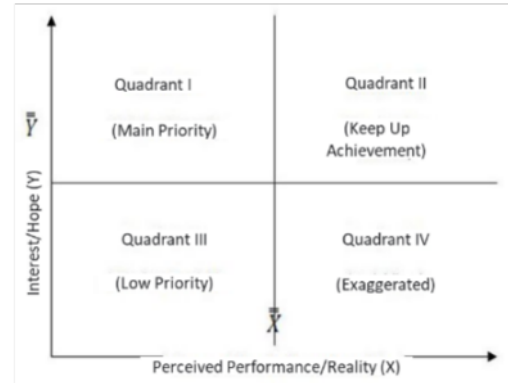 Quadrant I
(Main Priority)
Quadrant II
(Keep Up
Achievement)
Y̿
Interest/Hope (Y)
Quadrant III
(Low Priority)
Quadrant IV
(Exaggerated)
X̿
Perceived Performance/Reality (X)